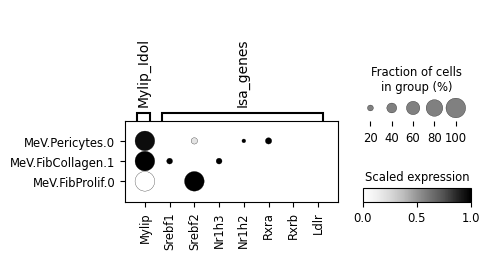 Mylip_Idol
Isa_genes
Fraction of cells
in group (%)
20 40 60 80 100
MeV.Pericytes.0
MeV.FibCollagen.1
MeV.FibProlif.0
Scaled expression
0.0 0.5 1.0
Mylip
Srebf1
Srebf2
Nr1h3
Nr1h2
Rxra
Rxrb
Ldlr